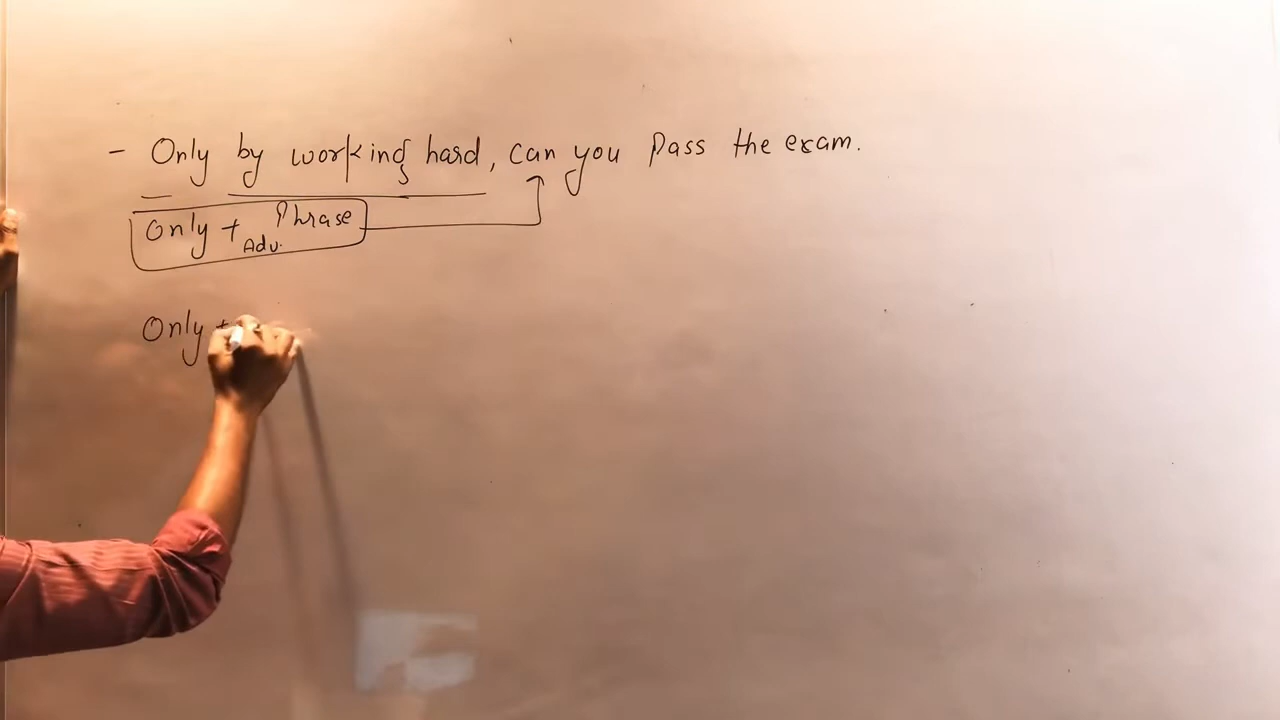 - Only by working hard, can you pass the exam.
Only + Adv. Phrase
Only +